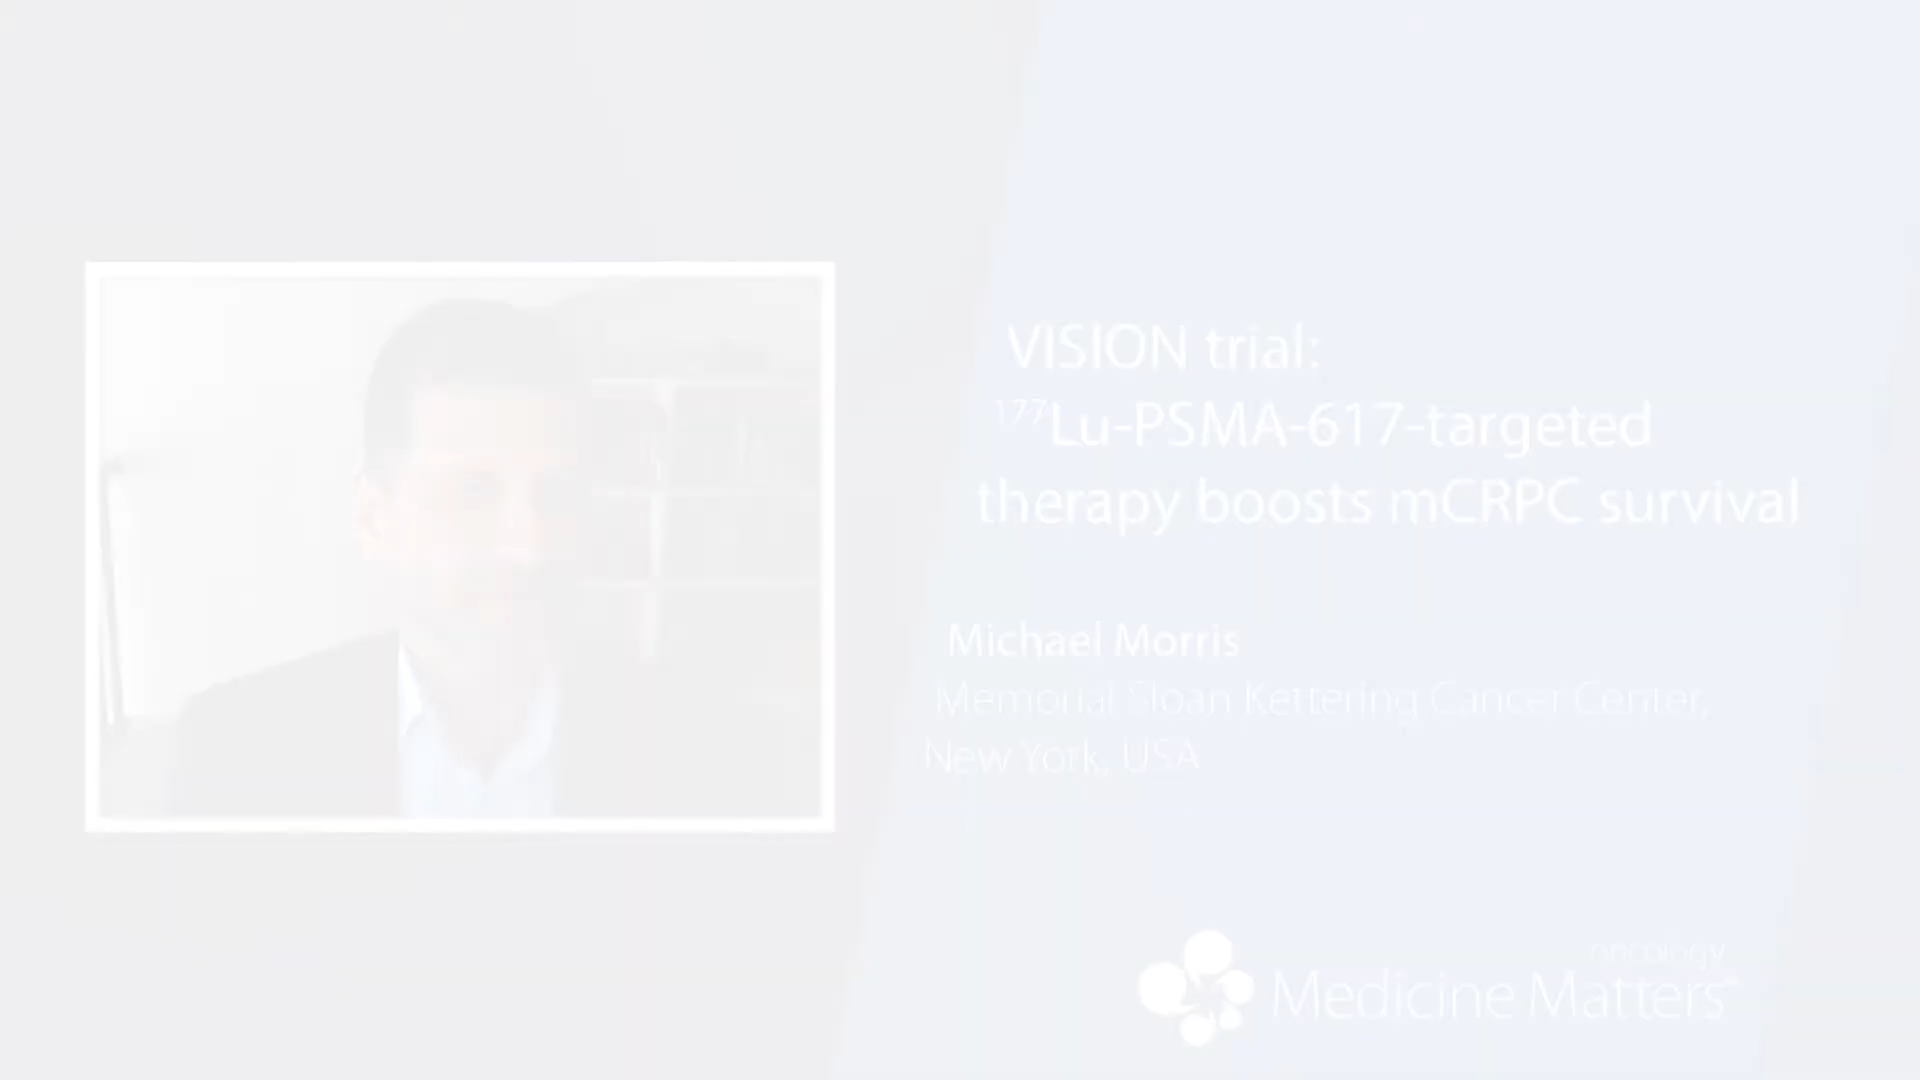 VISION trial:
¹⁷⁷Lu-PSMA-617-targeted
therapy boosts mCRPC survival
Michael Morris
Memorial Sloan Kettering Cancer Center,
New York, USA
oncology
Medicine Matters